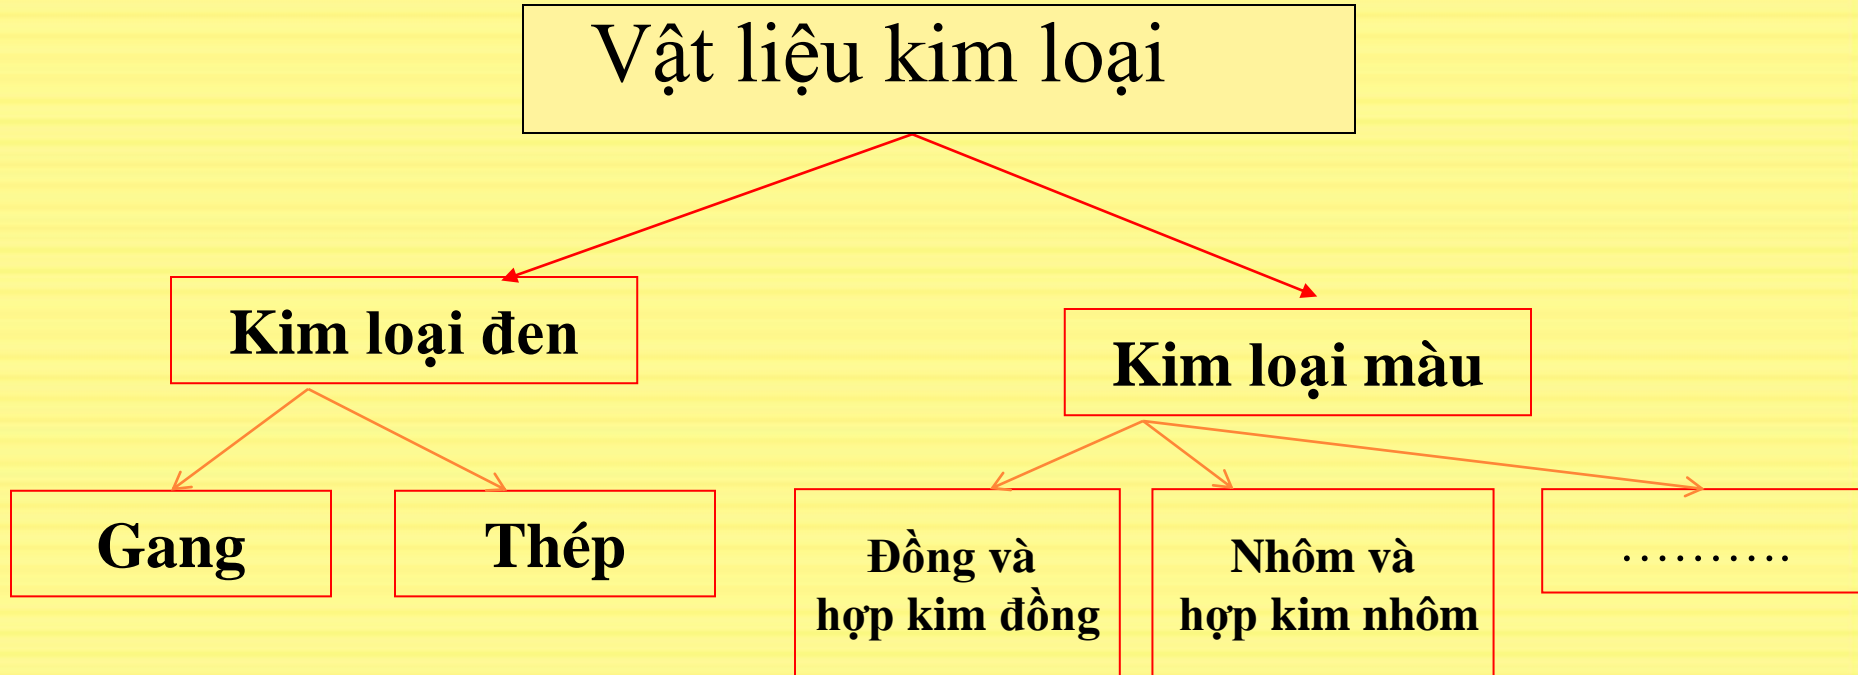 Vật liệu kim loại
Kim loại đen
Kim loại màu
Gang
Thép
Đồng và
hợp kim đồng
Nhôm và
hợp kim nhôm
..........